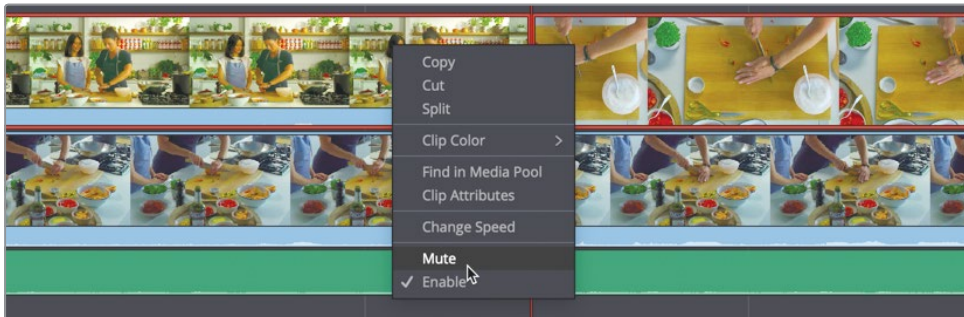 Copy
Cut
Split
Clip Color
Find in Media Pool
Clip Attributes
Change Speed
Mute
Enable